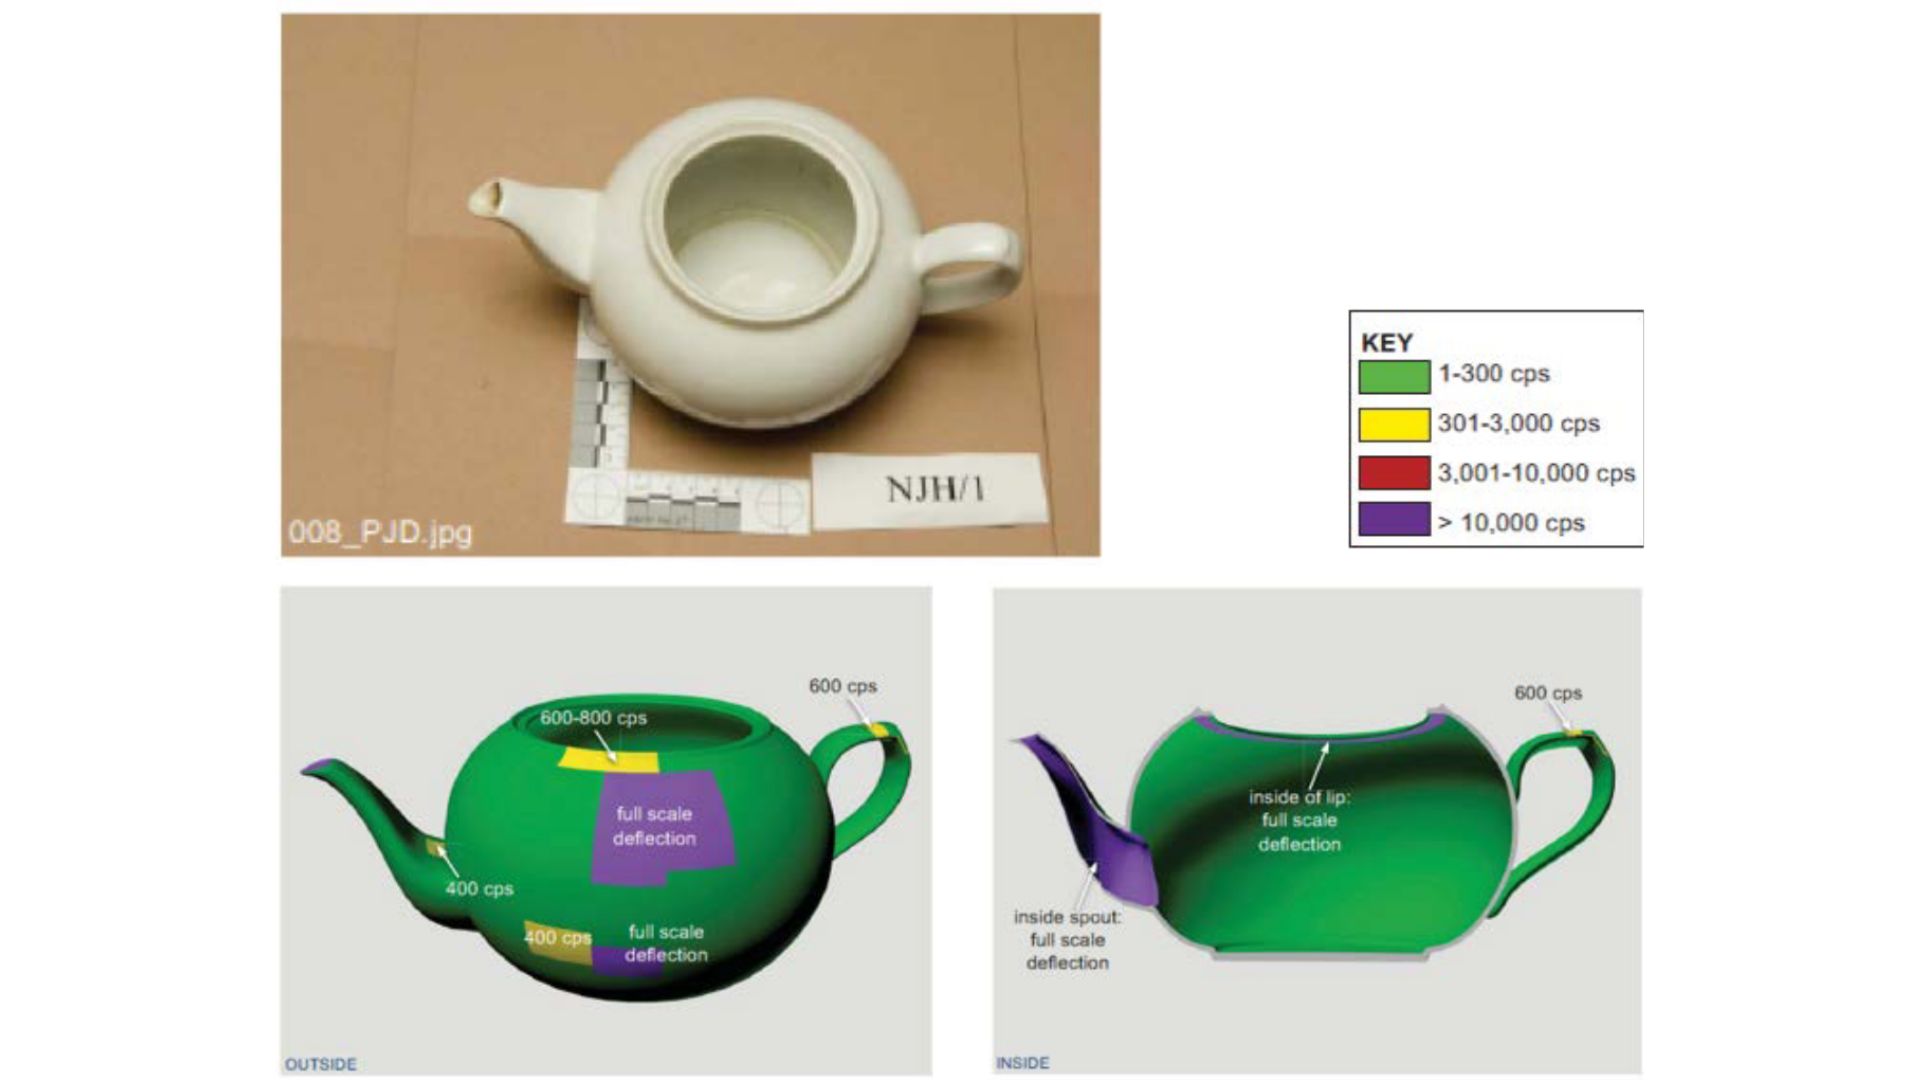 NJH/1
008_PJD.jpg
KEY
1-300 cps
301-3,000 cps
3,001-10,000 cps
> 10,000 cps
600 cps
600-800 cps
full scale
deflection
400 cps
400 cps
full scale
deflection
OUTSIDE
600 cps
inside of lip:
full scale
deflection
inside spout:
full scale
deflection
INSIDE